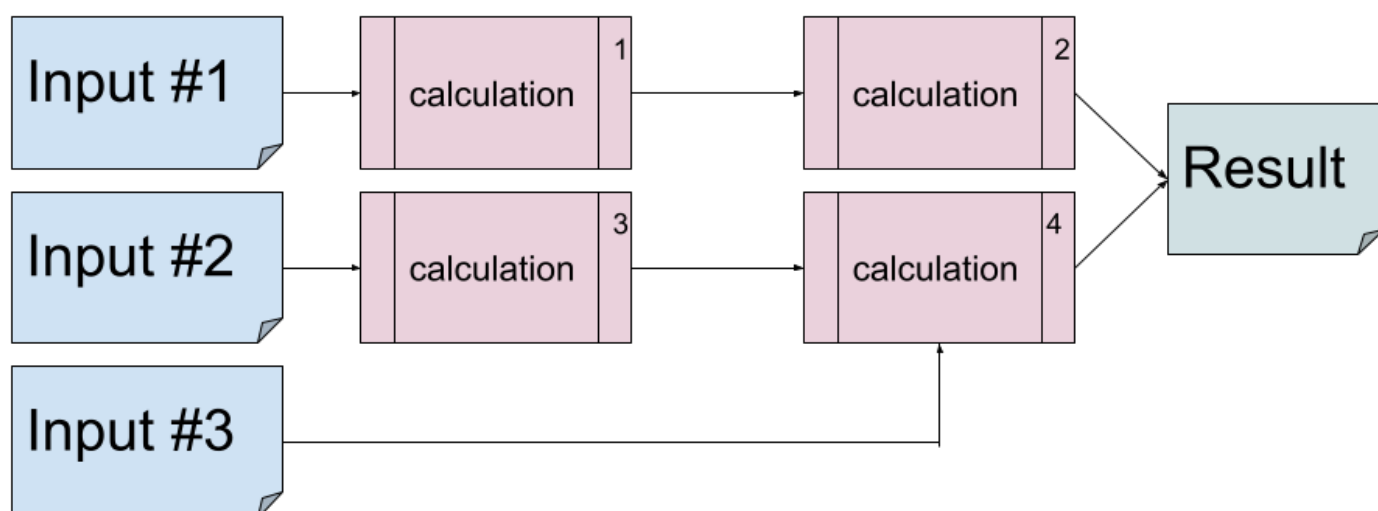 Input #1
calculation
1
calculation
2
Result
Input #2
calculation
3
calculation
4
Input #3